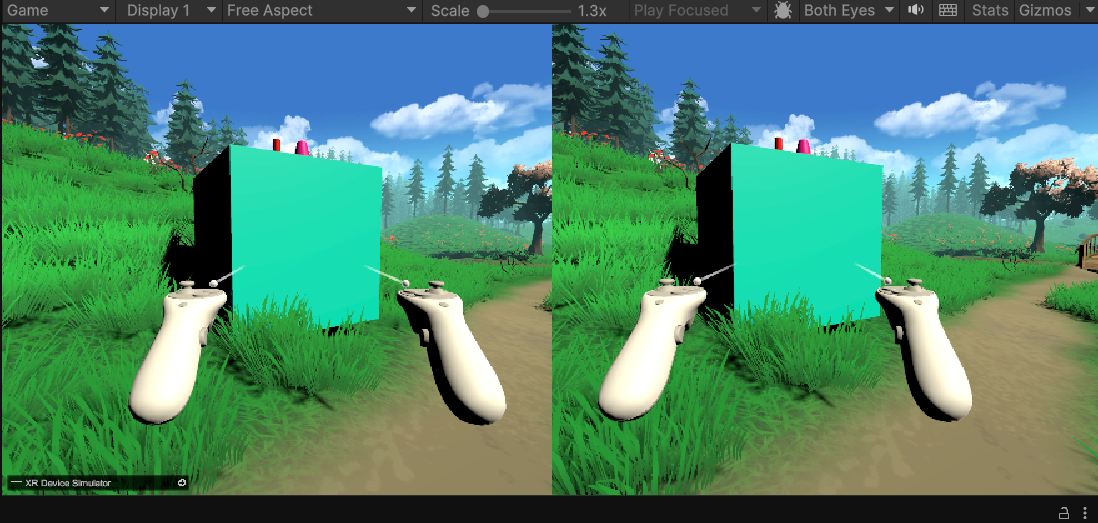 Game Display 1 Free Aspect Scale 1.3x Play Focused Both Eyes Stats Gizmos
XR Device Simulator